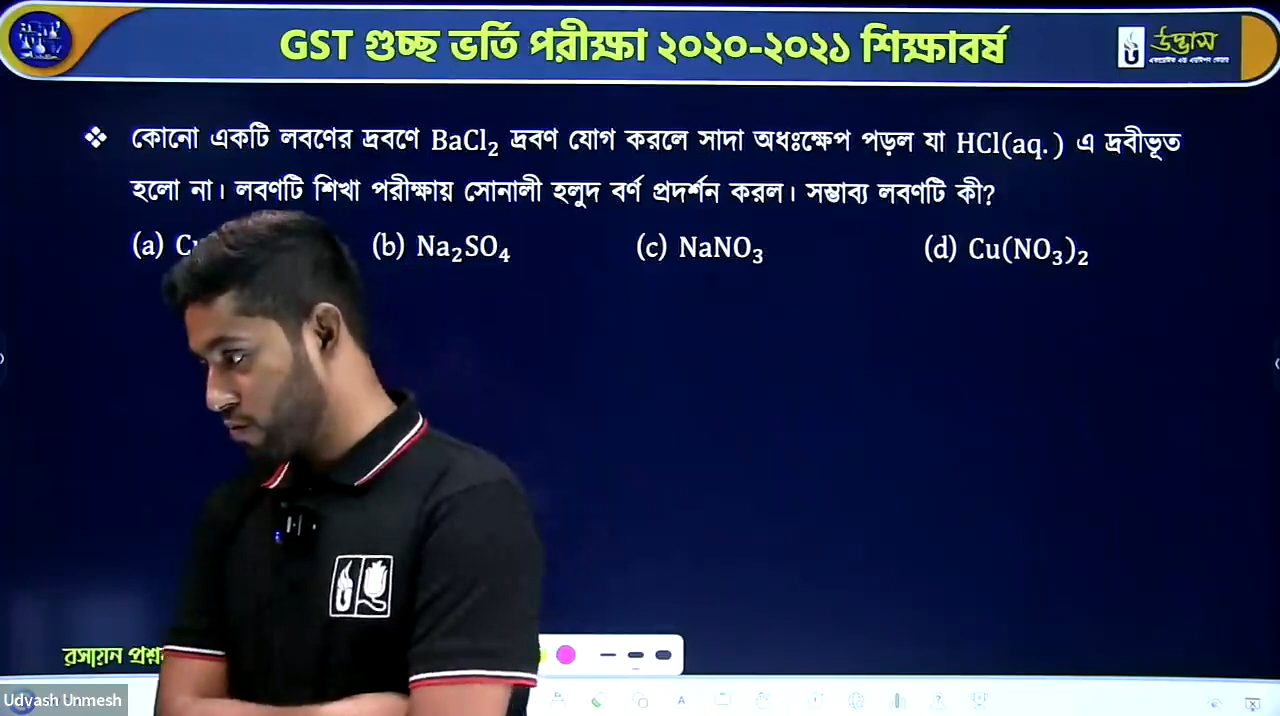 GST গুচ্ছ ভর্তি পরীক্ষা ২০২০-২০২১ শিক্ষাবর্ষ
উদ্ভাস
❖ কোনো একটি লবণের দ্রবণে BaCl₂ দ্রবণ যোগ করলে সাদা অধঃক্ষেপ পড়ল যা HCl(aq.) এ দ্রবীভূত
হলো না। লবণটি শিখা পরীক্ষায় সোনালী হলুদ বর্ণ প্রদর্শন করল। সম্ভাব্য লবণটি কী?
(a) (b) Na₂SO₄ (c) NaNO₃ (d) Cu(NO₃)₂
রসায়ন
Udvash Unmesh